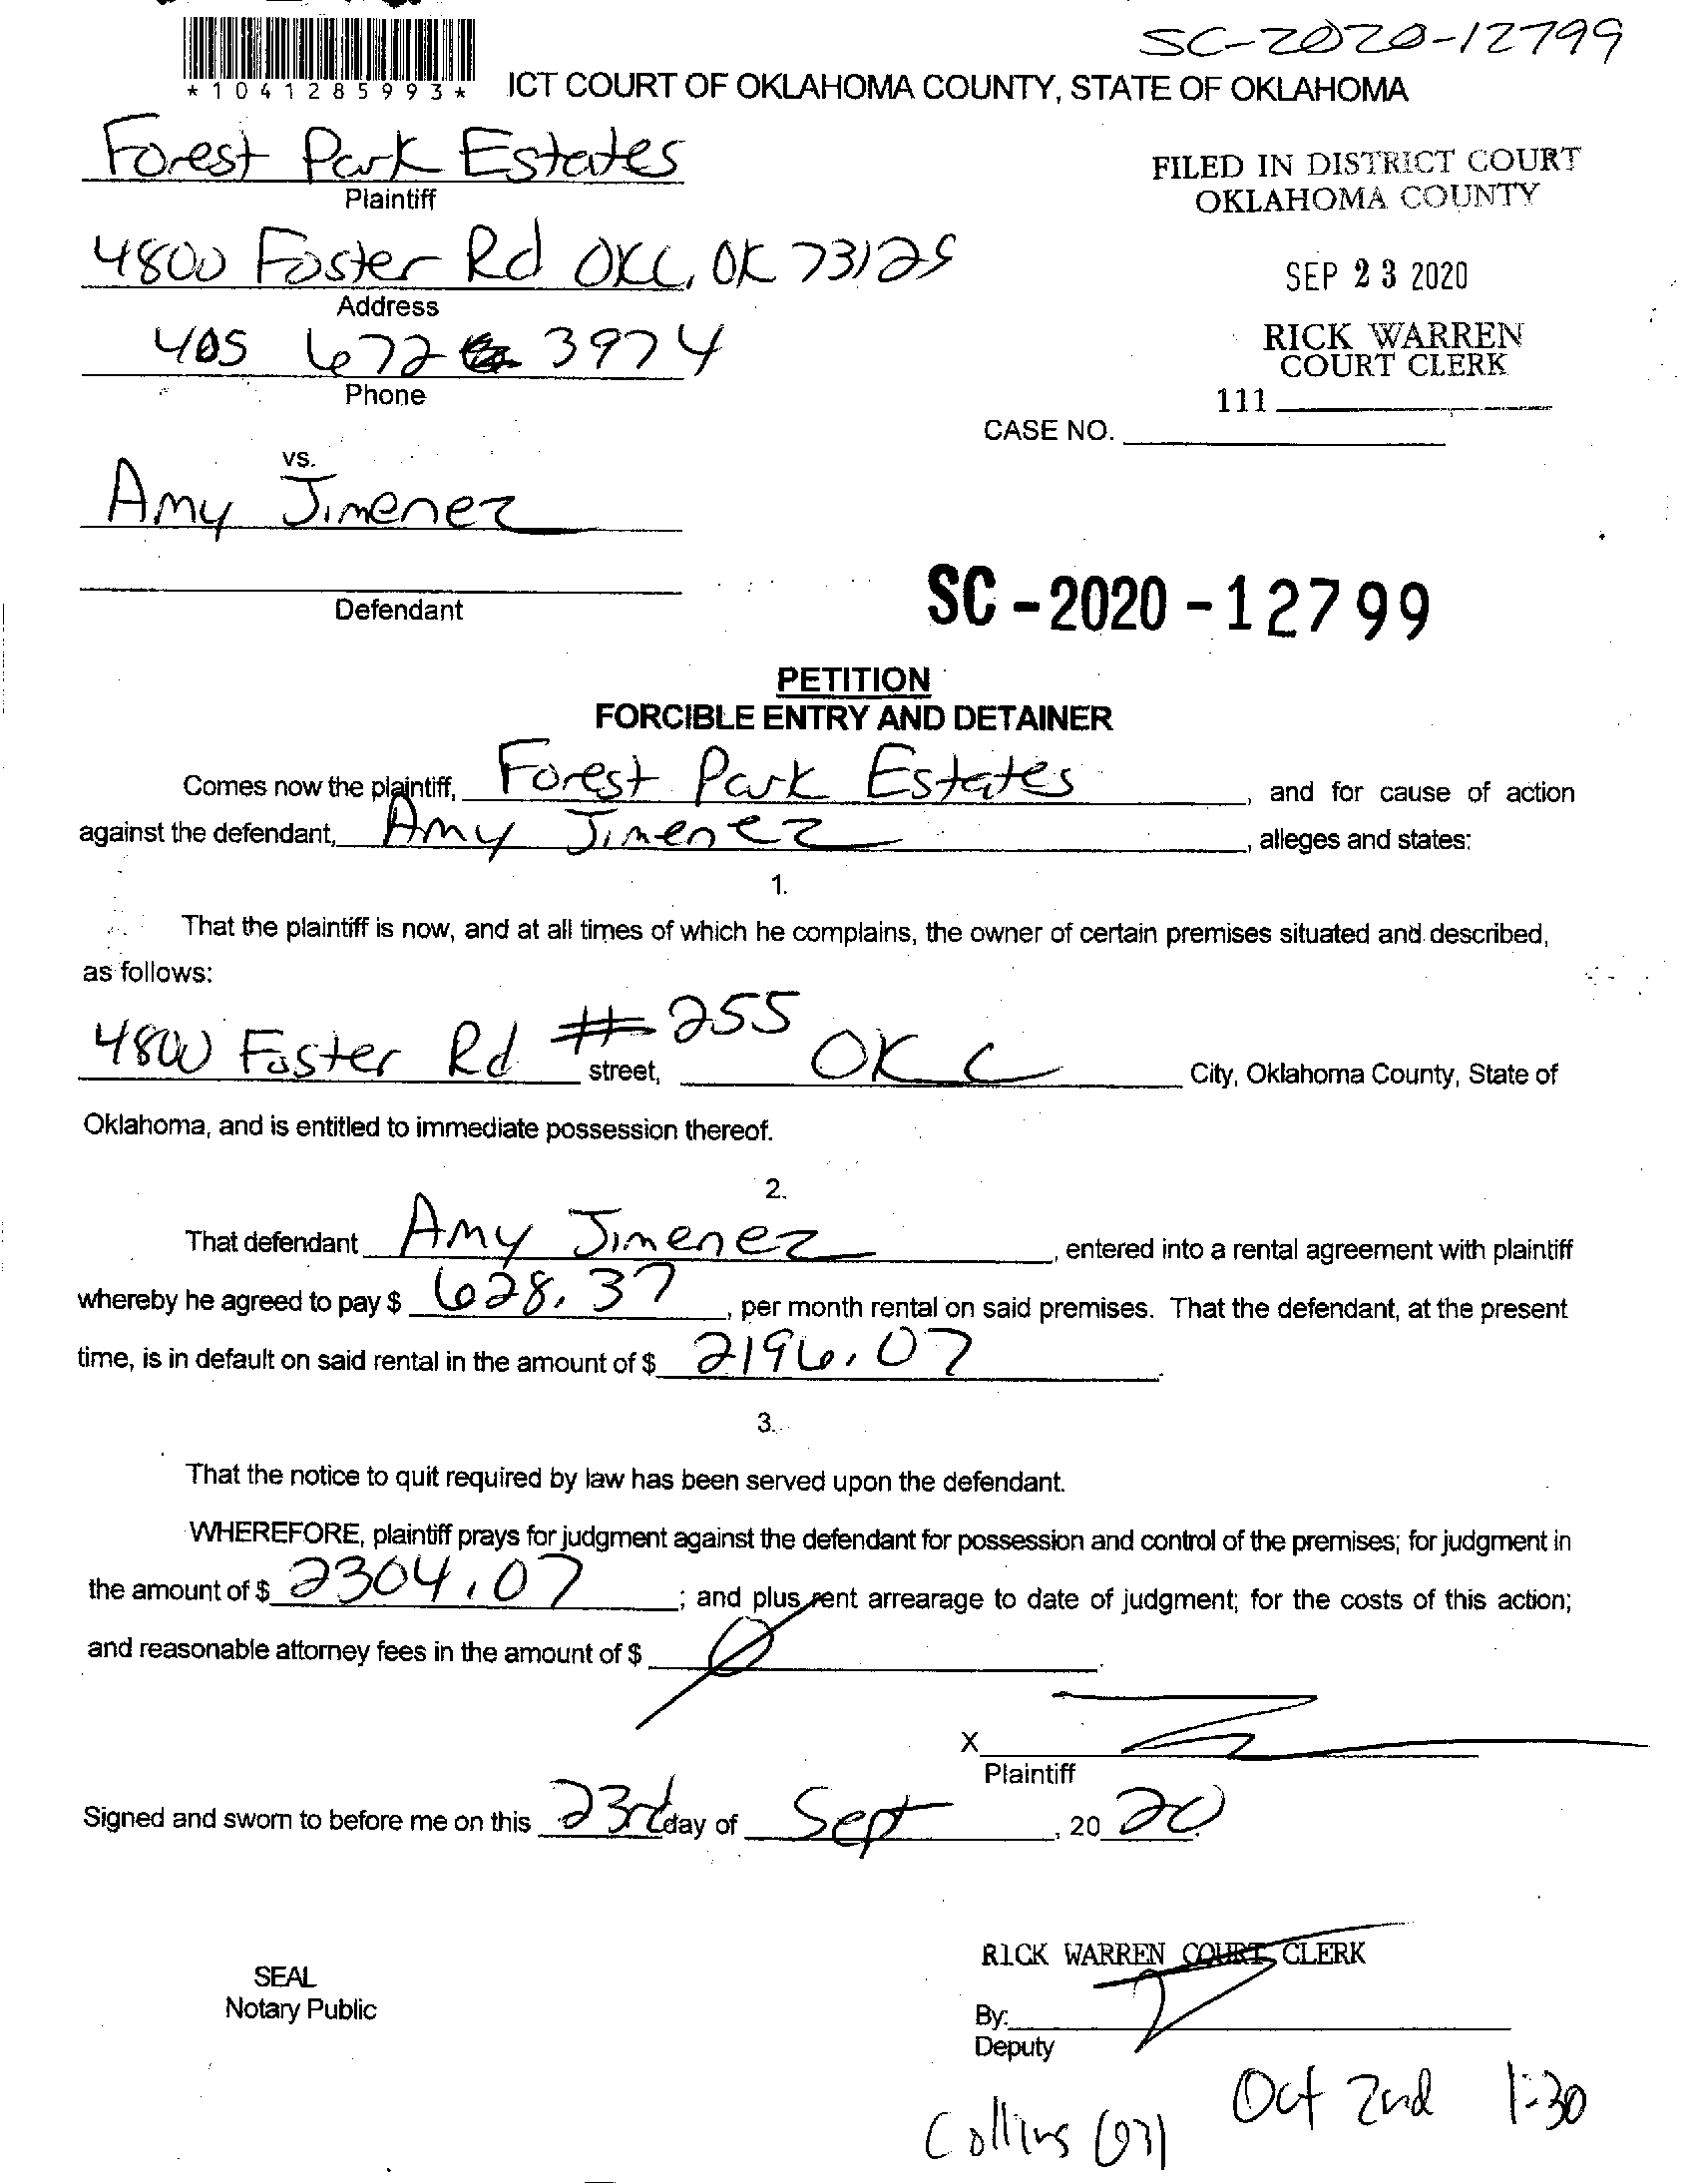 SC-2020-12799
*1041285993*
ICT COURT OF OKLAHOMA COUNTY, STATE OF OKLAHOMA
Forest Park Estates
Plaintiff
FILED IN DISTRICT COURT
OKLAHOMA COUNTY
4800 Foster Rd OKC, OK 73129
Address
SEP 23 2020
405 672 3974
Phone
RICK WARREN
COURT CLERK
111
CASE NO.
vs.
Amy Jimenez
Defendant
SC-2020-12799
PETITION
FORCIBLE ENTRY AND DETAINER
Comes now the plaintiff, Forest Park Estates, and for cause of action
against the defendant, Amy Jimenez, alleges and states:
1.
That the plaintiff is now, and at all times of which he complains, the owner of certain premises situated and described,
as follows:
4800 Foster Rd #255 street, OKC City, Oklahoma County, State of
Oklahoma, and is entitled to immediate possession thereof.
2.
That defendant Amy Jimenez, entered into a rental agreement with plaintiff
whereby he agreed to pay $ 628.37, per month rental on said premises. That the defendant, at the present
time, is in default on said rental in the amount of $ 2196.07.
3.
That the notice to quit required by law has been served upon the defendant.
WHEREFORE, plaintiff prays for judgment against the defendant for possession and control of the premises; for judgment in
the amount of $ 2304.07; and plus rent arrearage to date of judgment; for the costs of this action;
and reasonable attorney fees in the amount of $ 0.
X
Plaintiff
Signed and sworn to before me on this 23rd day of Sept, 20 20.
RICK WARREN COURT CLERK
SEAL
Notary Public
By:
Deputy
Oct 2nd 1:30
Collins